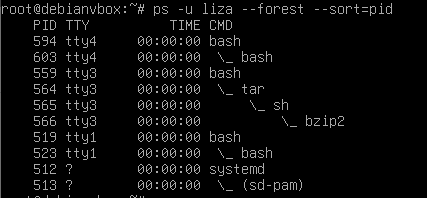 root@debianvbox:~# ps -u liza --forest --sort=pid
    PID TTY          TIME CMD
    594 tty4     00:00:00 bash
    603 tty4     00:00:00  \_ bash
    559 tty3     00:00:00 bash
    564 tty3     00:00:00  \_ tar
    565 tty3     00:00:00      \_ sh
    566 tty3     00:00:00          \_ bzip2
    519 tty1     00:00:00 bash
    523 tty1     00:00:00  \_ bash
    512 ?        00:00:00 systemd
    513 ?        00:00:00  \_ (sd-pam)